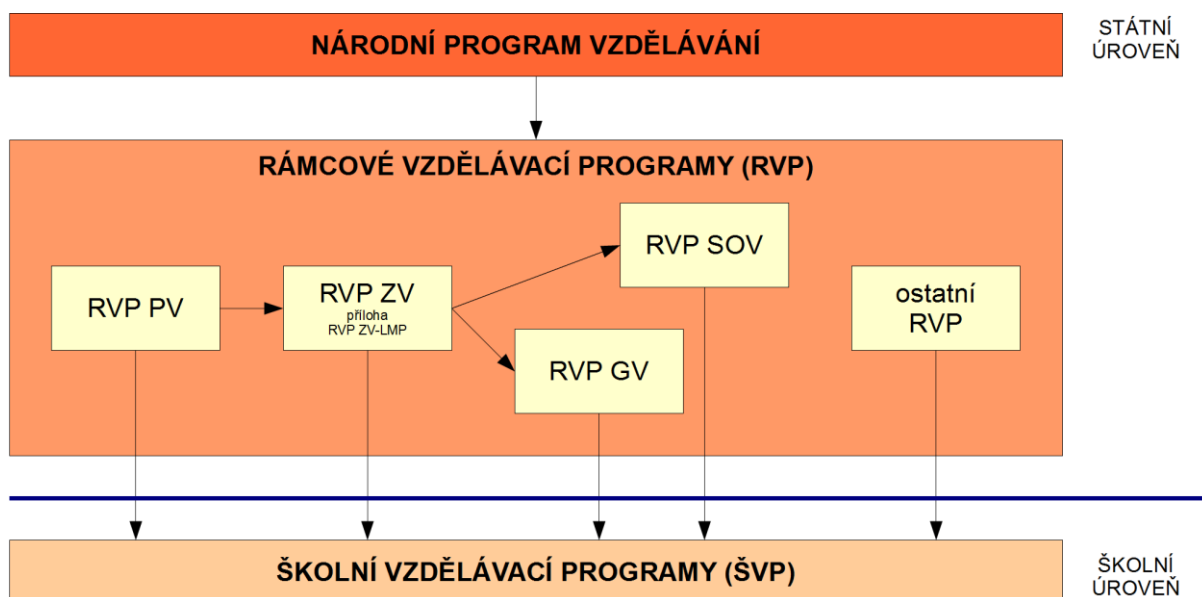 NÁRODNÍ PROGRAM VZDĚLÁVÁNÍ
STÁTNÍ
ÚROVEŇ
RÁMCOVÉ VZDĚLÁVACÍ PROGRAMY (RVP)
RVP PV
RVP ZV
příloha
RVP ZV-LMP
RVP SOV
RVP GV
ostatní
RVP
ŠKOLNÍ VZDĚLÁVACÍ PROGRAMY (ŠVP)
ŠKOLNÍ
ÚROVEŇ